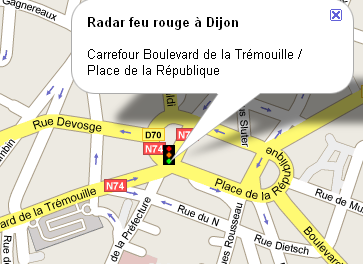 Gagnereaux
Radar feu rouge à Dijon
Carrefour Boulevard de la Trémouille /
Place de la République
Rue Devosge
D70
N74
N74
Sluter
Place de la République
Rue de
ard de la Trémouille
Rue du N
de la Préfecture
Rousseau
Rue Dietsch
Boulevard
Rue d